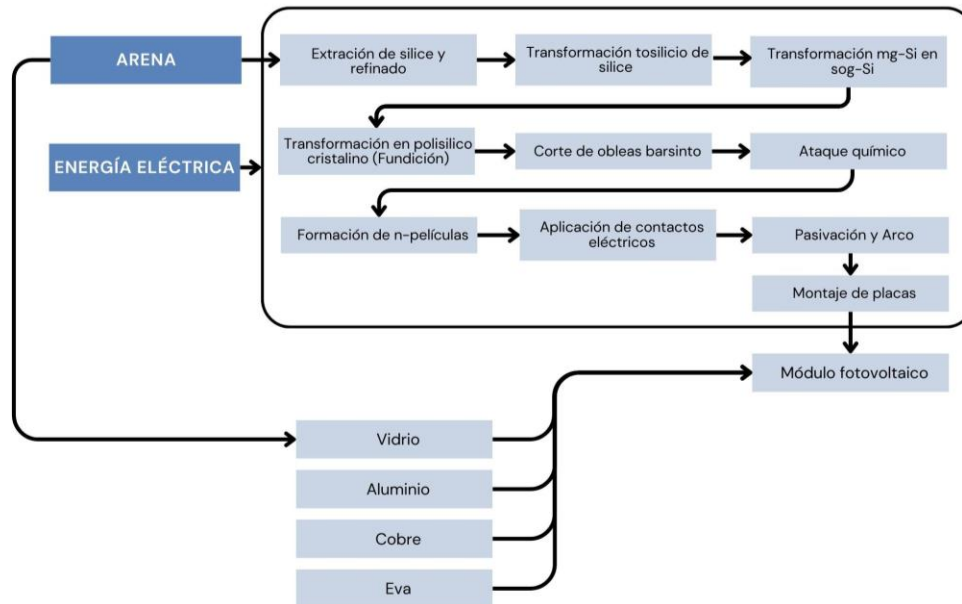 ARENA
Extracción de silice y
refinado
Transformación tosilicio de
silice
Transformación mg-Si en
sog-Si
ENERGÍA ELÉCTRICA
Transformación en polisilico
cristalino (Fundición)
Corte de obleas barsinto
Ataque químico
Formación de n-películas
Aplicación de contactos
eléctricos
Pasivación y Arco
Montaje de placas
Módulo fotovoltaico
Vidrio
Aluminio
Cobre
Eva